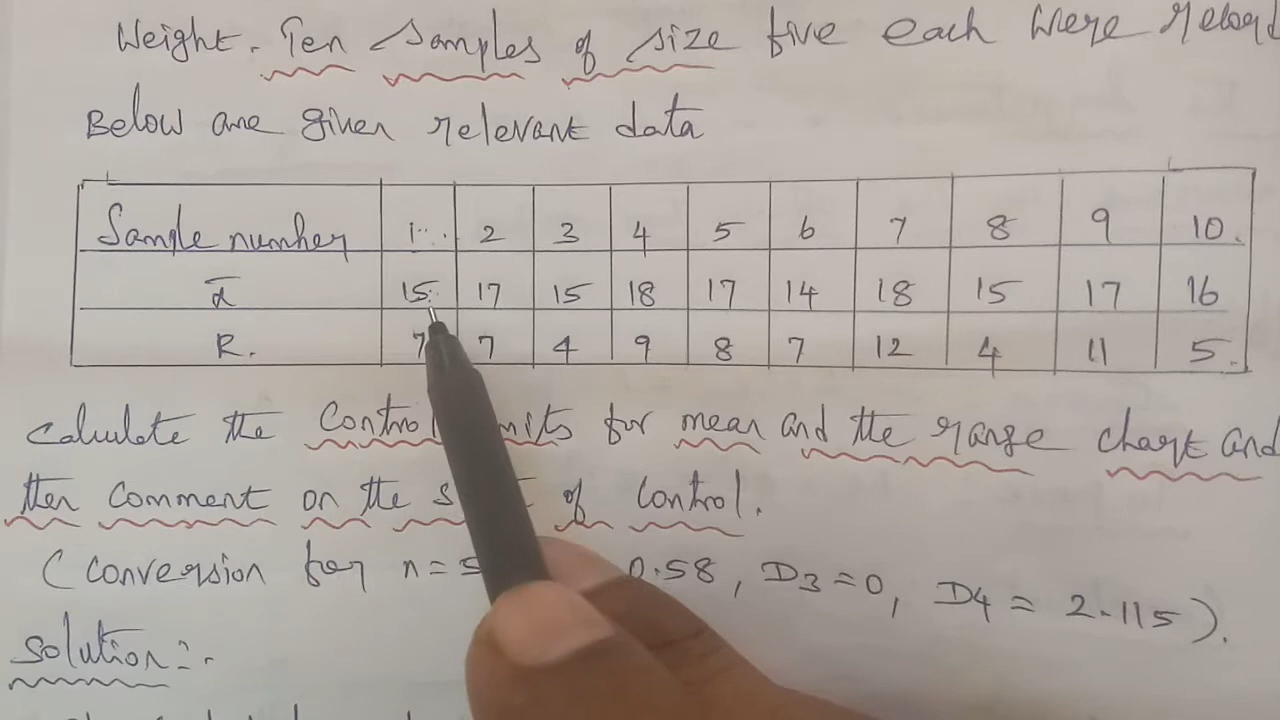 Weight. Ten Samples of size five each were
Below are given relevant data
Sample number 1 2 3 4 5 6 7 8 9 10.
x̄ 15 17 15 18 17 14 18 15 17 16
R. 7 7 4 9 8 7 12 4 11 5.
Calculate the Control for mean and the range chart and
then comment on the of control.
(Conversion for n=5 0.58, D3=0, D4 = 2.115).
Solution:-